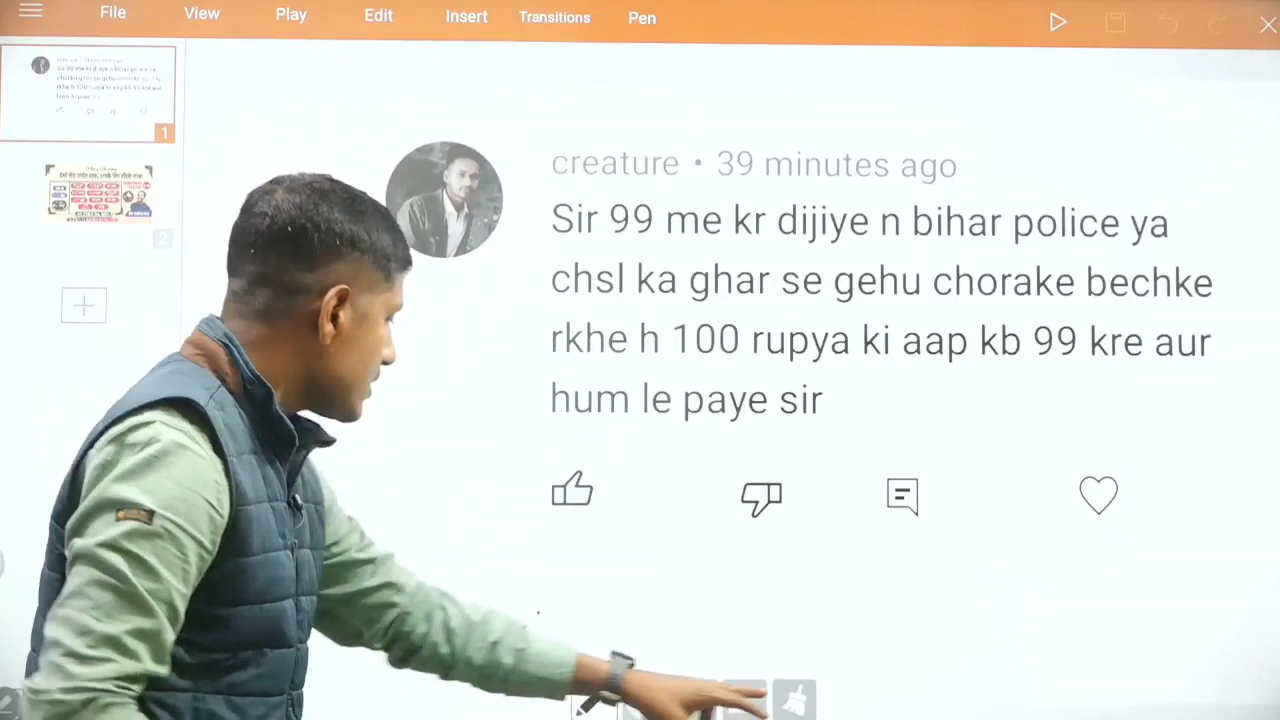 File View Play Edit Insert Transitions Pen
creature • 39 minutes ago
Sir 99 me kr dijiye n bihar police ya
chsl ka ghar se gehu chorake bechke
rkhe h 100 rupya ki aap kb 99 kre aur
hum le paye sir
1
2